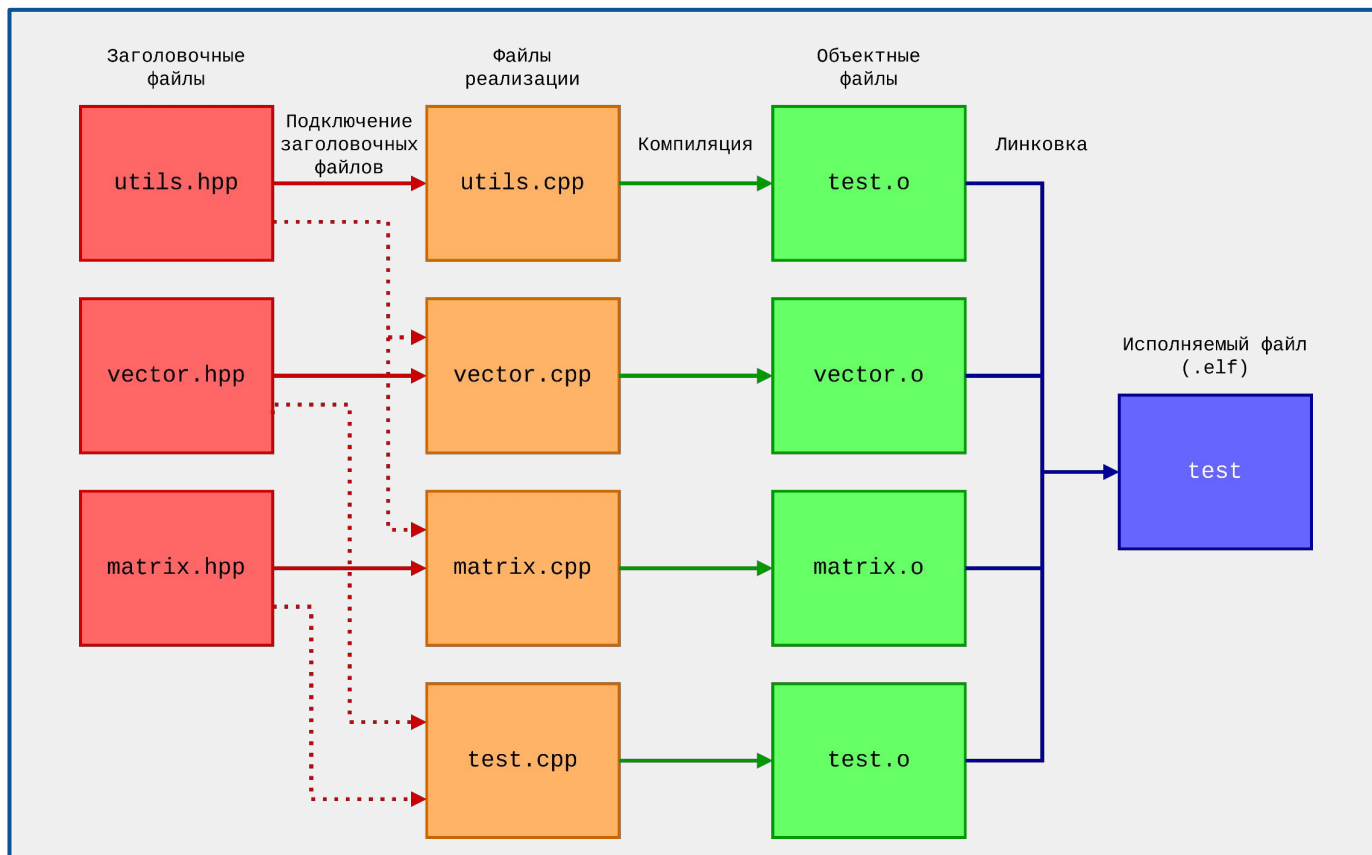 Заголовочные
файлы
Файлы
реализации
Объектные
файлы
Подключение
заголовочных
файлов
Компиляция
Линковка
utils.hpp
utils.cpp
test.o
vector.hpp
vector.cpp
vector.o
Исполняемый файл
(.elf)
test
matrix.hpp
matrix.cpp
matrix.o
test.cpp
test.o